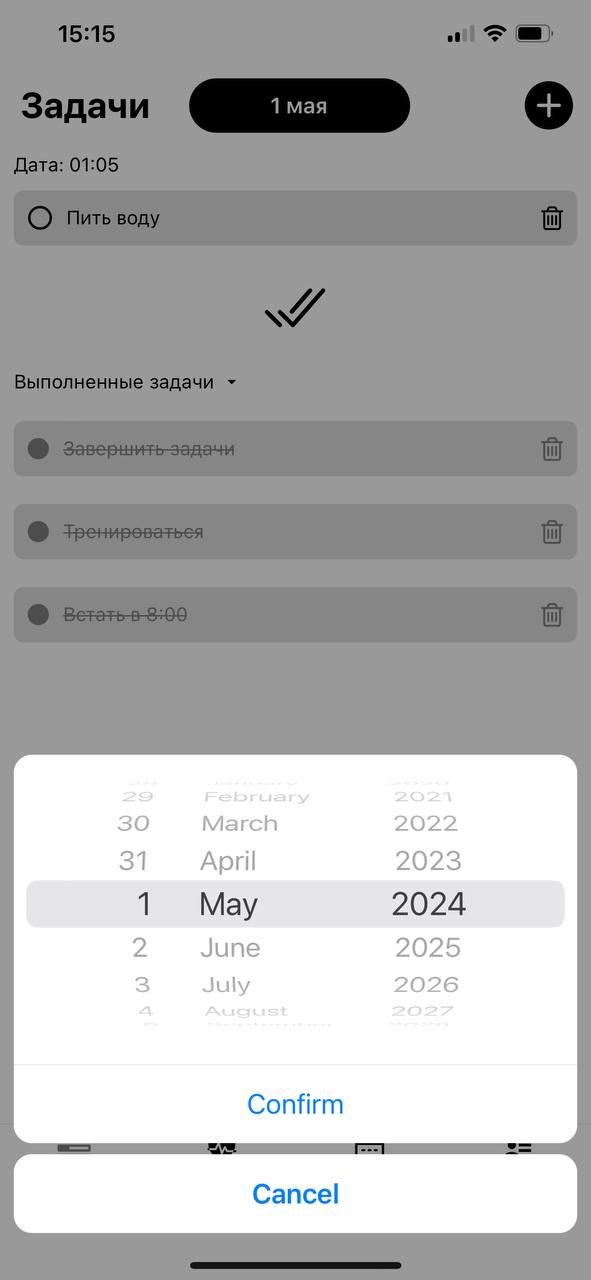 15:15
Задачи
1 мая
Дата: 01:05
Пить воду
Выполненные задачи
Завершить задачи
Тренироваться
Встать в 8:00
29 February 2021
30 March 2022
31 April 2023
1 May 2024
2 June 2025
3 July 2026
4 August 2027
Confirm
Cancel